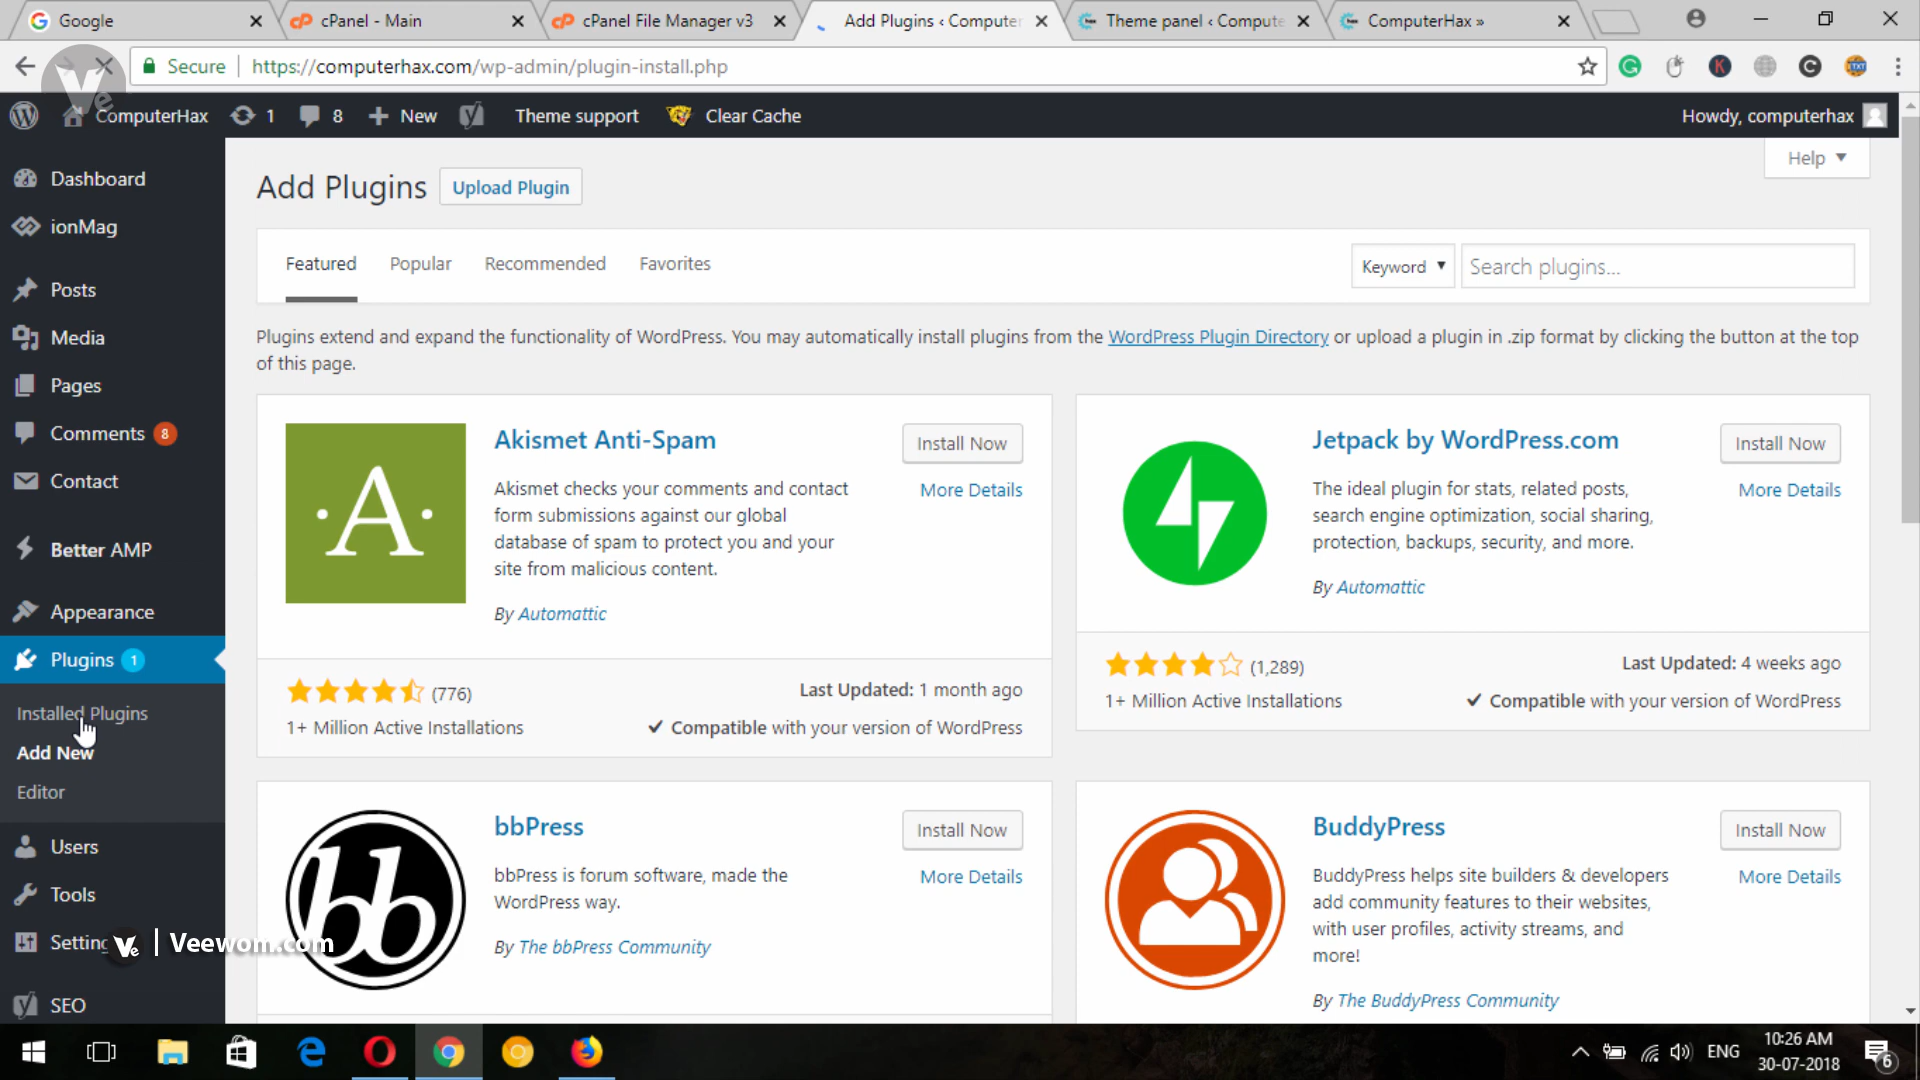 Google
cPanel - Main
cPanel File Manager v3
Add Plugins ‹ Computer
Theme panel ‹ Compute
ComputerHax »
Secure
https://computerhax.com/wp-admin/plugin-install.php
ComputerHax
1
8
New
Theme support
Clear Cache
Howdy, computerhax
Help
Dashboard
ionMag
Posts
Media
Pages
Comments 8
Contact
Better AMP
Appearance
Plugins 1
Installed Plugins
Add New
Editor
Users
Tools
Setting
SEO
Ve | Veewom.com
Add Plugins
Upload Plugin
Featured
Popular
Recommended
Favorites
Keyword
Search plugins...
Plugins extend and expand the functionality of WordPress. You may automatically install plugins from the WordPress Plugin Directory or upload a plugin in .zip format by clicking the button at the top
of this page.
·A·
Akismet Anti-Spam
Install Now
More Details
Akismet checks your comments and contact
form submissions against our global
database of spam to protect you and your
site from malicious content.
By Automattic
(776)
Last Updated: 1 month ago
1+ Million Active Installations
Compatible with your version of WordPress
Jetpack by WordPress.com
Install Now
More Details
The ideal plugin for stats, related posts,
search engine optimization, social sharing,
protection, backups, security, and more.
By Automattic
(1,289)
Last Updated: 4 weeks ago
1+ Million Active Installations
Compatible with your version of WordPress
bb
bbPress
Install Now
More Details
bbPress is forum software, made the
WordPress way.
By The bbPress Community
BuddyPress
Install Now
More Details
BuddyPress helps site builders & developers
add community features to their websites,
with user profiles, activity streams, and
more!
By The BuddyPress Community
ENG
10:26 AM
30-07-2018
6